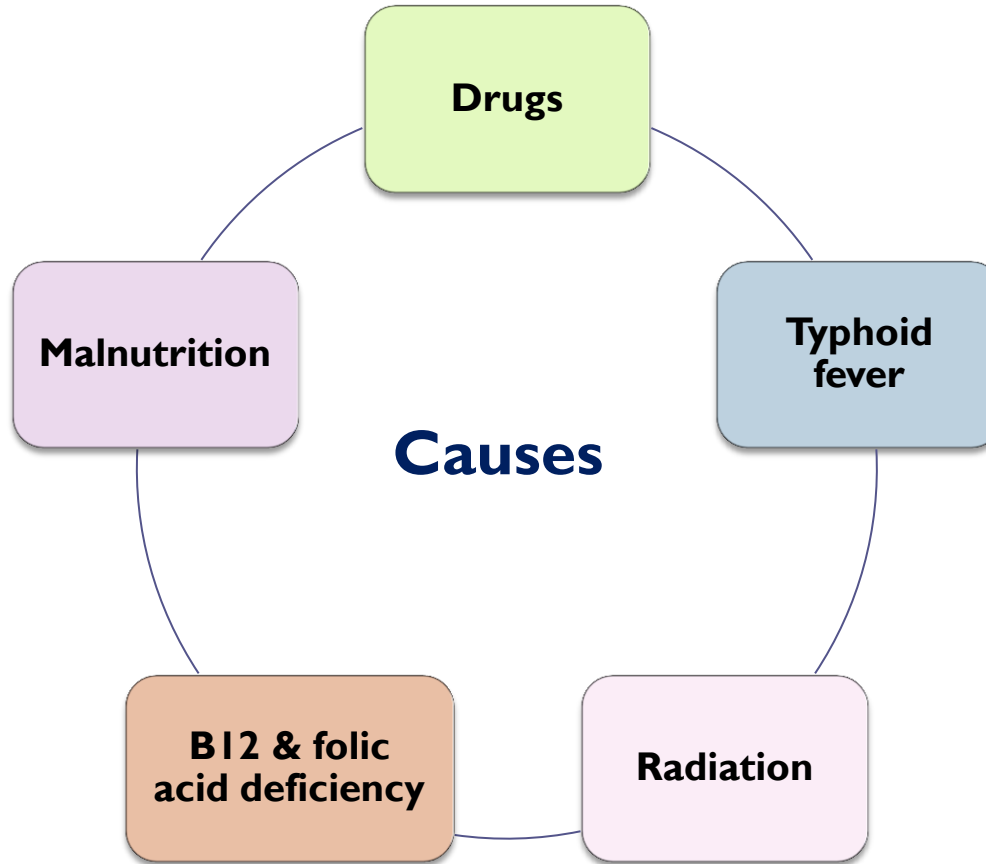 Drugs
Typhoid
fever
Malnutrition
Causes
B12 & folic
acid deficiency
Radiation